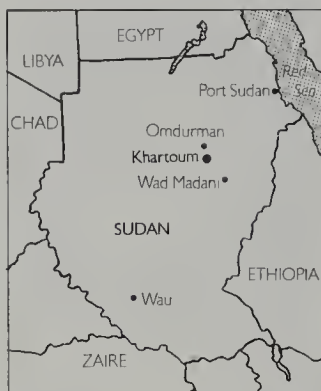 EGYPT
LIBYA
Red
Sea
Port Sudan
CHAD
Omdurman
Khartoum
Wad Madani
SUDAN
ETHIOPIA
Wau
ZAIRE